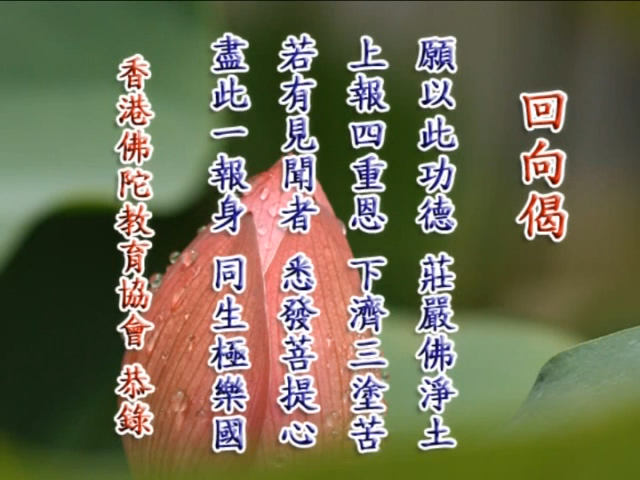 回向偈
願以此功德 莊嚴佛淨土
上報四重恩 下濟三塗苦
若有見聞者 悉發菩提心
盡此一報身 同生極樂國
香港佛陀教育協會 恭錄